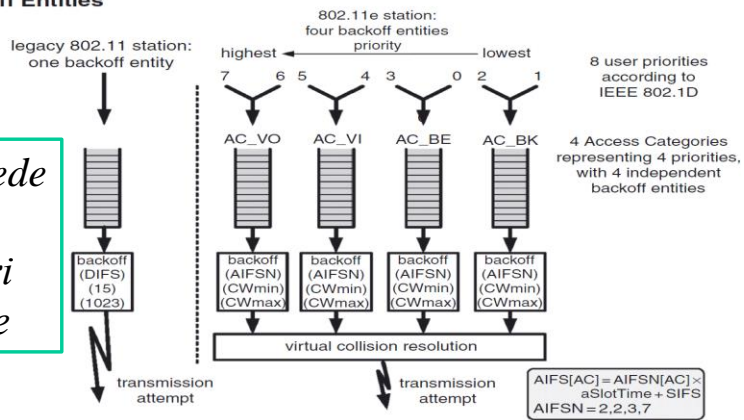 Entities
legacy 802.11 station:
one backoff entity
802.11e station:
four backoff entities
priority
highest
lowest
7 6 5 4 3 0 2 1
8 user priorities
according to
IEEE 802.1D
AC_VO AC_VI AC_BE AC_BK
4 Access Categories
representing 4 priorities,
with 4 independent
backoff entities
backoff
(DIFS)
(15)
(1023)
backoff
(AIFSN)
(CWmin)
(CWmax)
backoff
(AIFSN)
(CWmin)
(CWmax)
backoff
(AIFSN)
(CWmin)
(CWmax)
backoff
(AIFSN)
(CWmin)
(CWmax)
virtual collision resolution
transmission
attempt
transmission
attempt
AIFS[AC]=AIFSN[AC]×
aSlotTime+SIFS
AIFSN=2,2,3,7